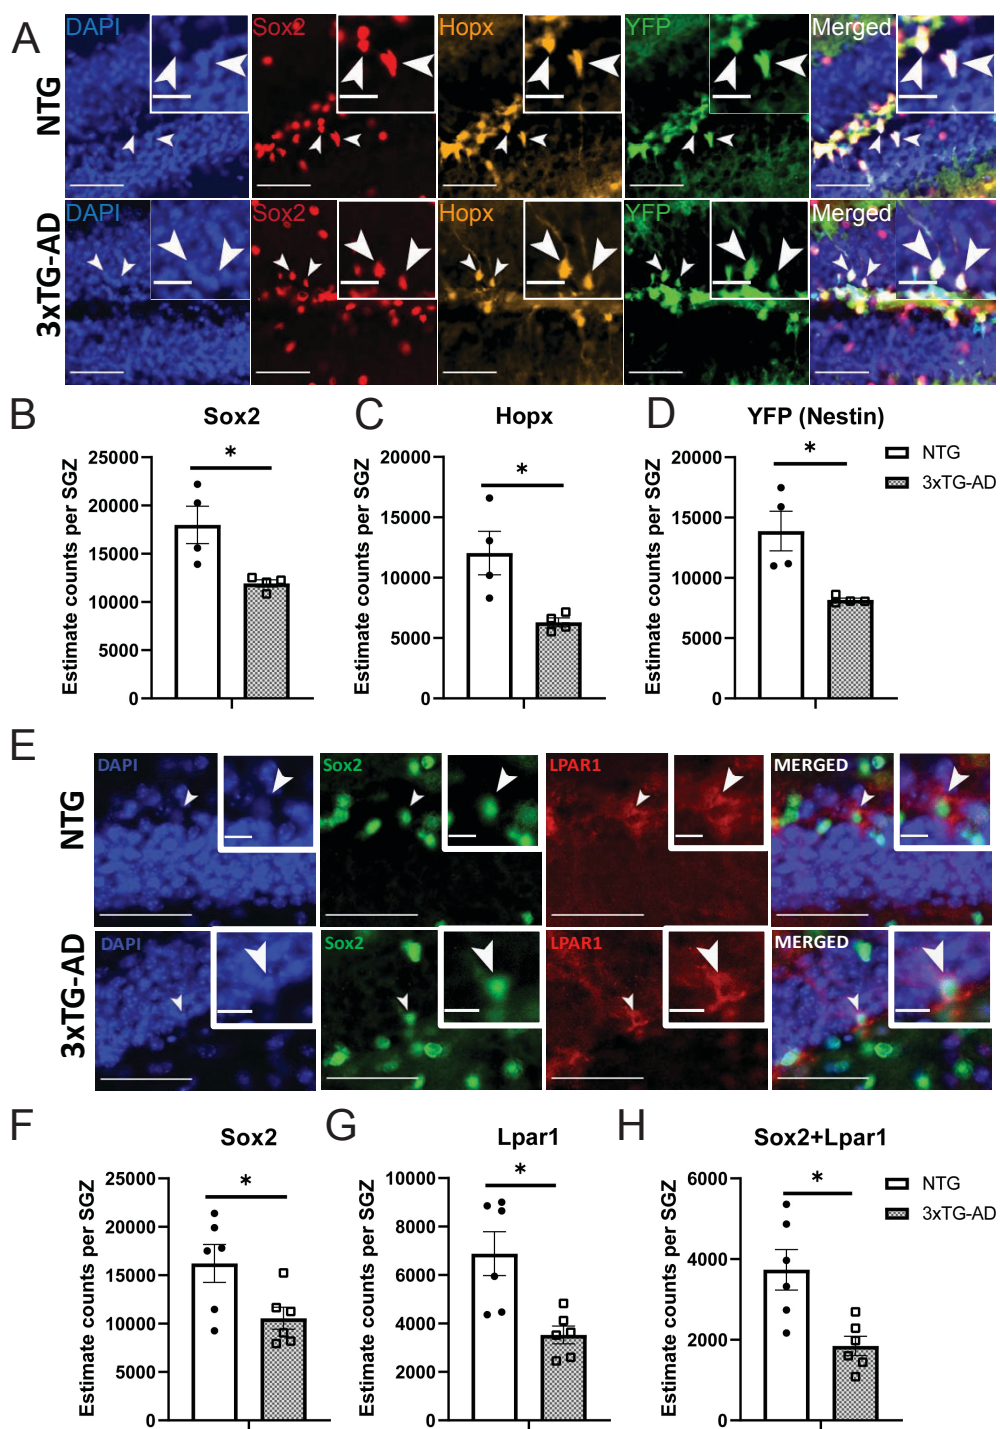 A
NTG
DAPI
Sox2
Hopx
YFP
Merged
3xTG-AD
DAPI
Sox2
Hopx
YFP
Merged
B
Sox2
*
Estimate counts per SGZ
25000
20000
15000
10000
5000
0
C
Hopx
*
Estimate counts per SGZ
20000
15000
10000
5000
0
D
YFP (Nestin)
*
Estimate counts per SGZ
20000
15000
10000
5000
0
NTG
3xTG-AD
E
NTG
DAPI
Sox2
LPAR1
MERGED
3xTG-AD
DAPI
Sox2
LPAR1
MERGED
F
Sox2
*
Estimate counts per SGZ
25000
20000
15000
10000
5000
0
G
Lpar1
*
Estimate counts per SGZ
10000
8000
6000
4000
2000
0
H
Sox2+Lpar1
*
Estimate counts per SGZ
6000
4000
2000
0
NTG
3xTG-AD